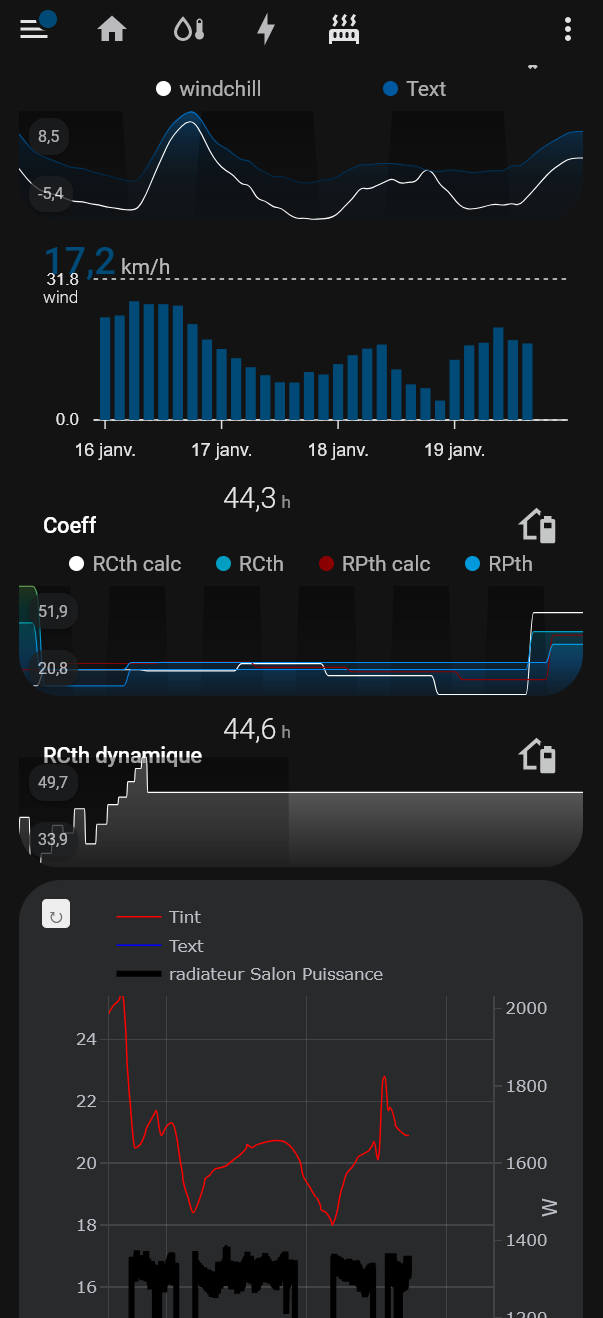 windchill Text
8,5
-5,4
17,2 km/h
31.8
wind
0.0
16 janv. 17 janv. 18 janv. 19 janv.
44,3 h
Coeff
RCth calc RCth RPth calc RPth
51,9
20,8
44,6 h
RCth dynamique
49,7
33,9
Tint
Text
radiateur Salon Puissance
2000
24
1800
22
20 1600
W
18
1400
16
1200